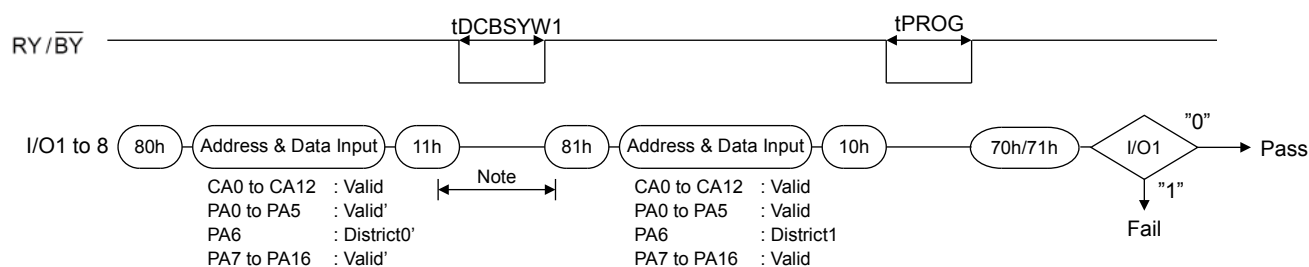 tDCBSYW1
tPROG
RY/BY
I/O1 to 8
80h
Address & Data Input
11h
81h
Address & Data Input
10h
70h/71h
I/O1
"0"
Pass
"1"
Fail
Note
CA0 to CA12 : Valid
PA0 to PA5 : Valid'
PA6 : District0'
PA7 to PA16 : Valid'
CA0 to CA12 : Valid
PA0 to PA5 : Valid
PA6 : District1
PA7 to PA16 : Valid